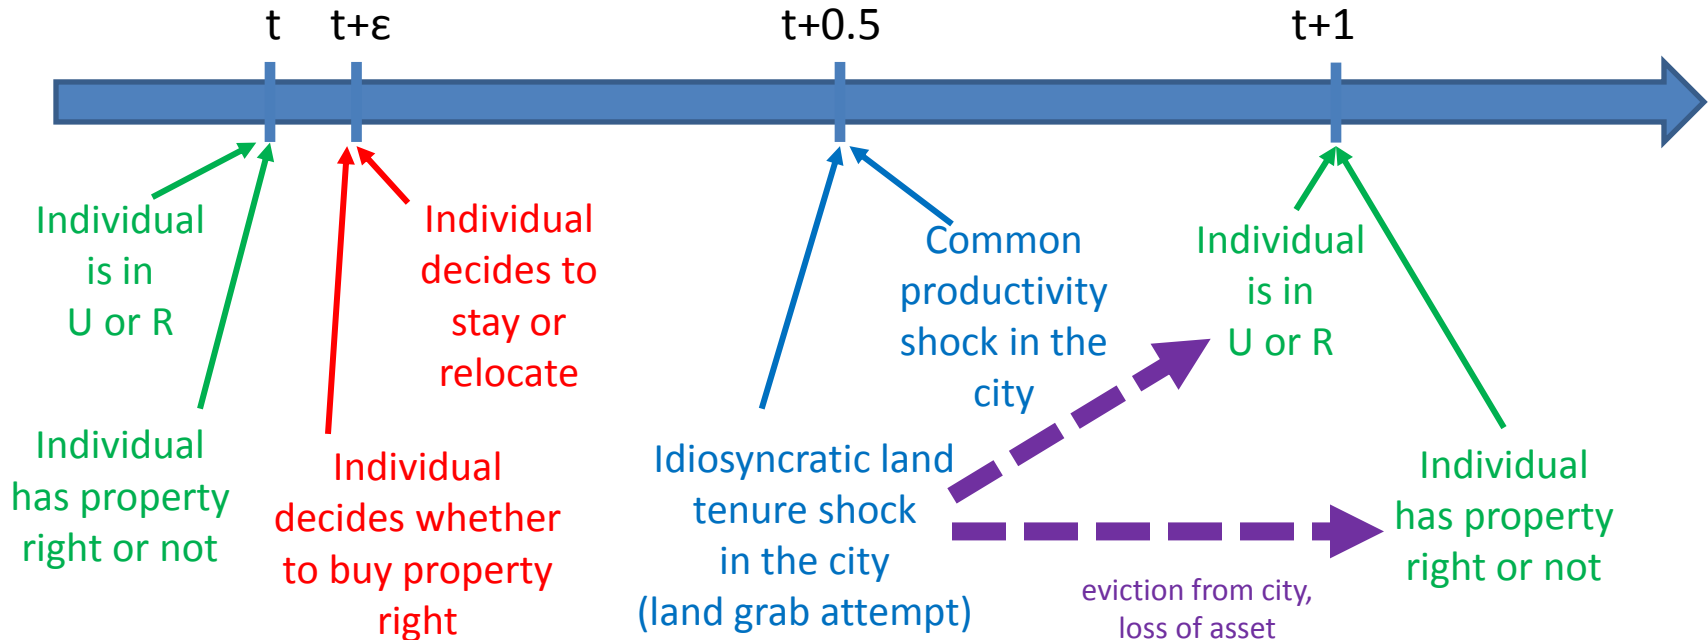 t
t+ε
t+0.5
t+1
Individual
is in
U or R
Individual
decides to
stay or
relocate
Common
productivity
shock in the
city
Individual
is in
U or R
Individual
has property
right or not
Individual
decides whether
to buy property
right
Idiosyncratic land
tenure shock
in the city
(land grab attempt)
eviction from city,
loss of asset
Individual
has property
right or not